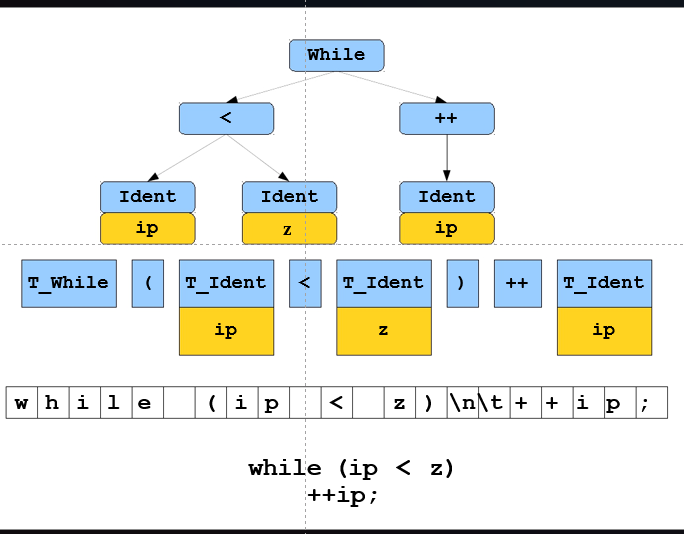 While
< ++
Ident Ident Ident
ip z ip
T_While ( T_Ident < T_Ident ) ++ T_Ident
ip z ip
w h i l e ( i p < z ) \n \t + + i p ;
while (ip < z)
++ip;